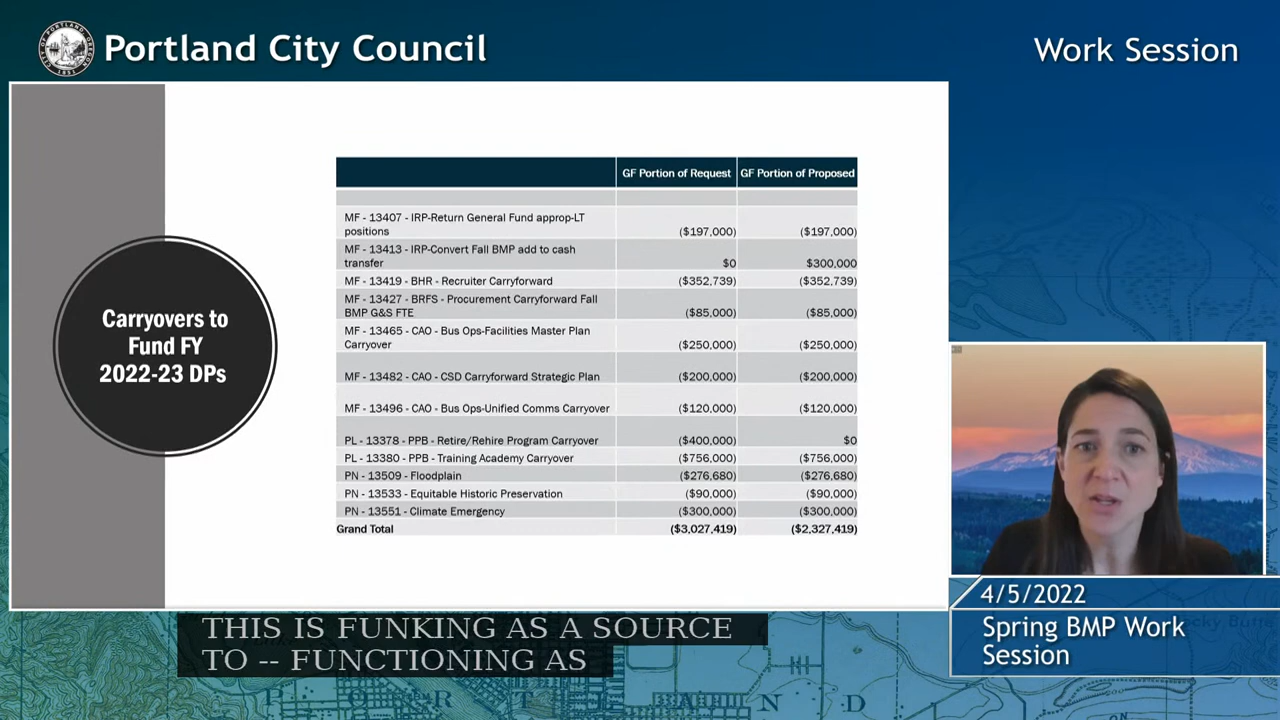 Portland City Council
Work Session
GF Portion of Request GF Portion of Proposed
MF - 13407 - IRP-Return General Fund approp-LT
positions ($197,000) ($197,000)
MF - 13413 - IRP-Convert Fall BMP add to cash
transfer $0 $300,000
MF - 13419 - BHR - Recruiter Carryforward ($352,739) ($352,739)
MF - 13427 - BRFS - Procurement Carryforward Fall
BMP G&S FTE ($85,000) ($85,000)
MF - 13465 - CAO - Bus Ops-Facilities Master Plan
Carryover ($250,000) ($250,000)
MF - 13482 - CAO - CSD Carryforward Strategic Plan ($200,000) ($200,000)
MF - 13496 - CAO - Bus Ops-Unified Comms Carryover ($120,000) ($120,000)
PL - 13378 - PPB - Retire/Rehire Program Carryover ($400,000) $0
PL - 13380 - PPB - Training Academy Carryover ($756,000) ($756,000)
PN - 13509 - Floodplain ($276,680) ($276,680)
PN - 13533 - Equitable Historic Preservation ($90,000) ($90,000)
PN - 13551 - Climate Emergency ($300,000) ($300,000)
Grand Total ($3,027,419) ($2,327,419)
Carryovers to
Fund FY
2022-23 DPs
4/5/2022
Spring BMP Work
Session
THIS IS FUNKING AS A SOURCE
TO -- FUNCTIONING AS